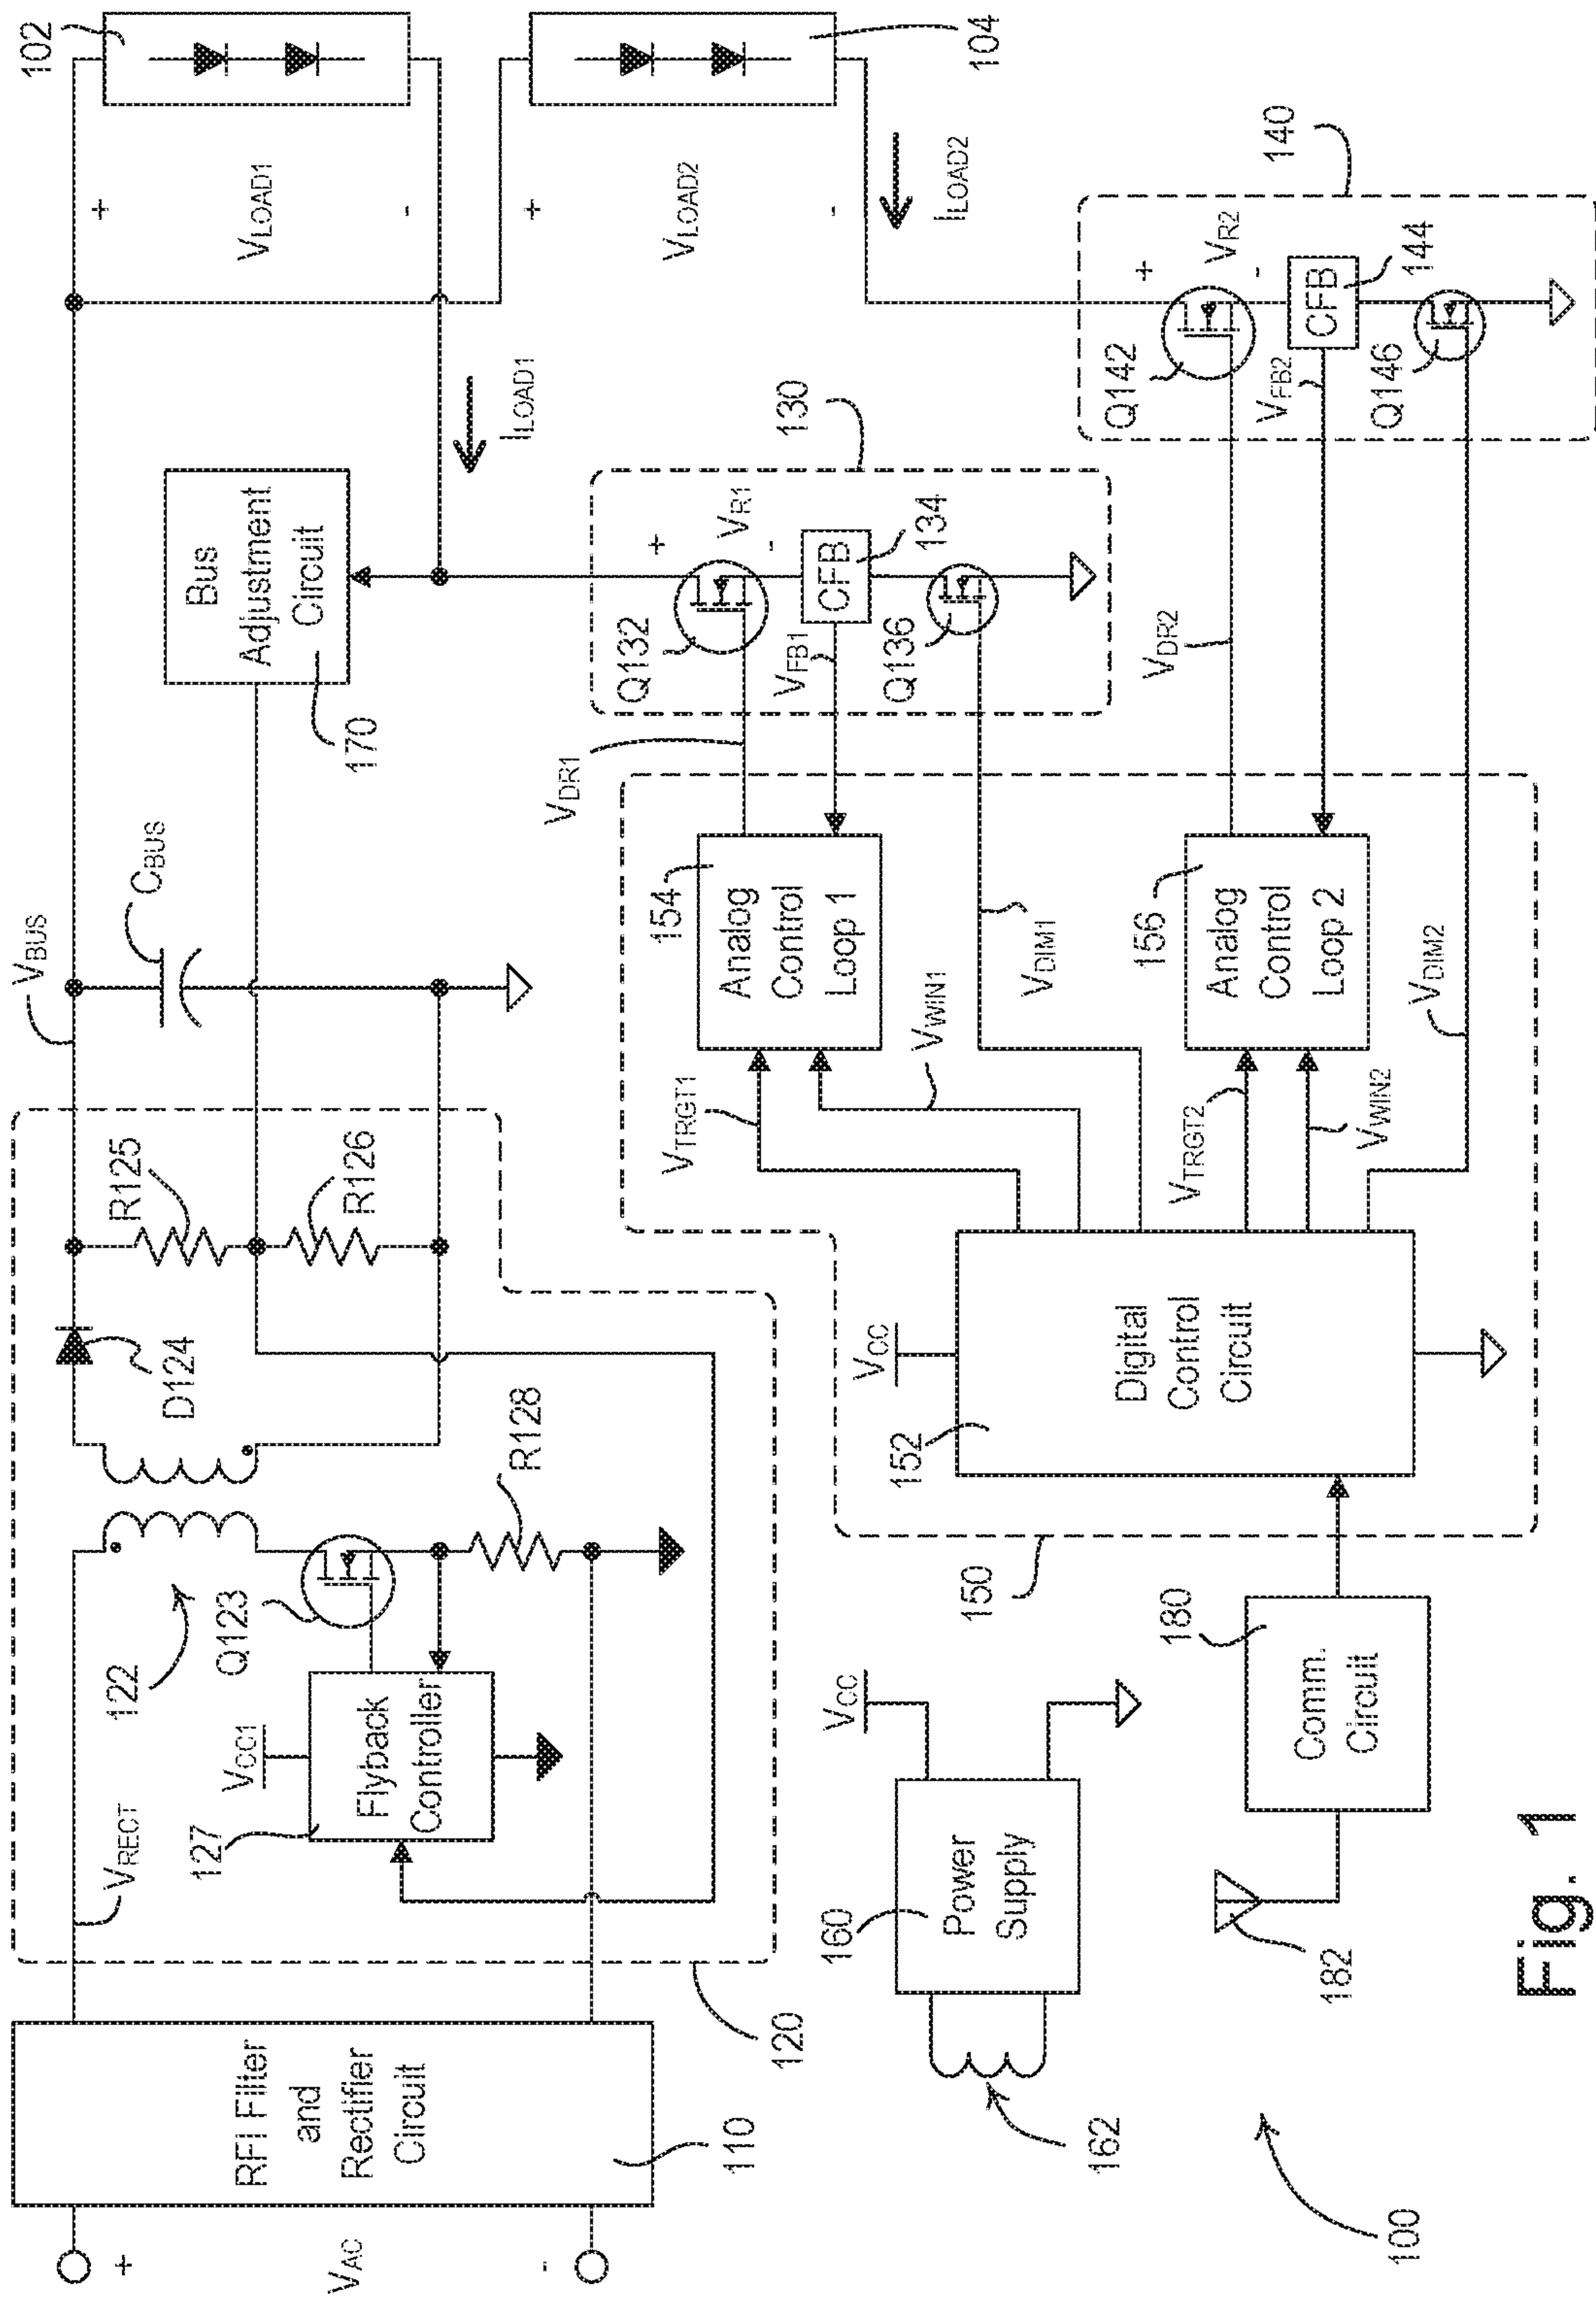 102
+
VLOAD1
-
104
+
VLOAD2
-
ILOAD2
ILOAD1
VBUS
CBUS
Bus
Adjustment
Circuit
170
R125
R126
D124
122
Q123
R128
VCC1
Flyback
Controller
127
VRECT
120
RFI Filter
and
Rectifier
Circuit
110
+
VAC
-
130
Q132
+
VR1
-
VFB1
CFB
134
Q136
VDR1
140
Q142
+
VR2
-
VFB2
CFB
144
Q146
VDR2
154
Analog
Control
Loop 1
VTRGT1
VWIN1
VDIM1
156
Analog
Control
Loop 2
VTRGT2
VWIN2
VDIM2
VCC
152
Digital
Control
Circuit
150
180
Comm.
Circuit
182
VCC
160
Power
Supply
162
100
Fig. 1